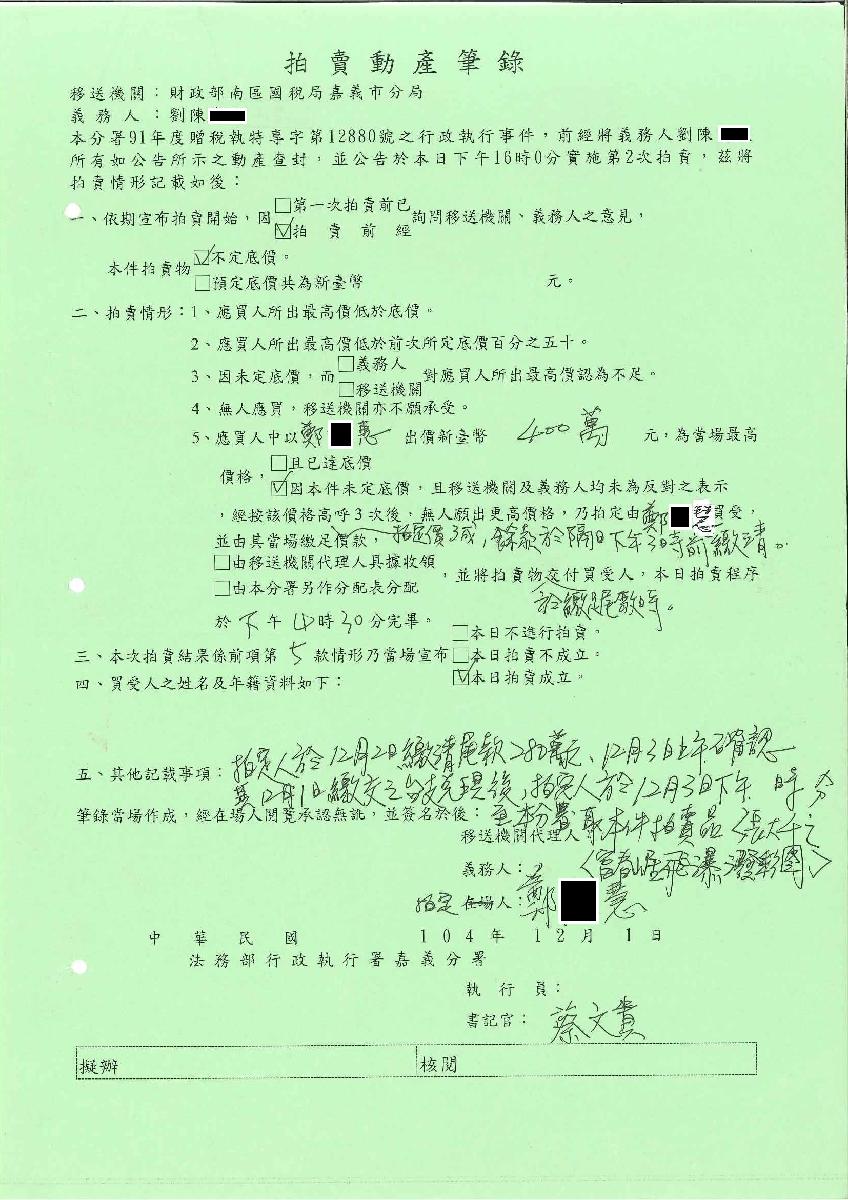 拍賣動產筆錄
移送機關：財政部南區國稅局嘉義市分局
義務人：劉陳
本分署91年度贈稅執特專字第12880號之行政執行事件，前經將義務人劉陳
所有如公告所示之動產查封，並公告於本日下午16時0分實施第2次拍賣，茲將
拍賣情形記載如後：
一、依期宣布拍賣開始，因□第一次拍賣前已
☑拍賣前經
詢問移送機關、義務人之意見，
本件拍賣物☑不定底價。
□預定底價共為新臺幣 元。
二、拍賣情形：1、應買人所出最高價低於底價。
2、應買人所出最高價低於前次所定底價百分之五十。
3、因未定底價，而□義務人
□移送機關
對應買人所出最高價認為不足。
4、無人應買，移送機關亦不願承受。
5、應買人中以鄭 惠 出價新臺幣 400萬 元，為當場最高
價格，□且已達底價
☑因本件未定底價，且移送機關及義務人均未為反對之表示
，經按該價格高呼3次後，無人願出更高價格，乃拍定由鄭 買受，
並由其當場繳足價款，拍定價3成，餘款於隔日下午3時前繳清。
□由移送機關代理人具據收領
□由本分署另作分配表分配
，並將拍賣物交付買受人，本日拍賣程序
於繳足尾款時。
於下午4時30分完畢。
三、本次拍賣結果係前項第5款情形乃當場宣布□本日不進行拍賣。
□本日拍賣不成立。
☑本日拍賣成立。
四、買受人之姓名及年籍資料如下：
五、其他記載事項：拍定人於12月2日繳清尾款280萬元、12月3日上午確認
其12月1日繳交之支兌現後，拍定人於12月3日下午 時 分
至本分署取本件拍賣品〈張大千之
〈富春 飛瀑潑彩圖〉
筆錄當場作成，經在場人閱覽承認無訛，並簽名於後：
移送機關代理人
義務人：
拍定 在場人：鄭 慧
中華民國 104年12月1日
法務部行政執行署嘉義分署
執行員：
書記官：蔡文貴
擬辦
核閱